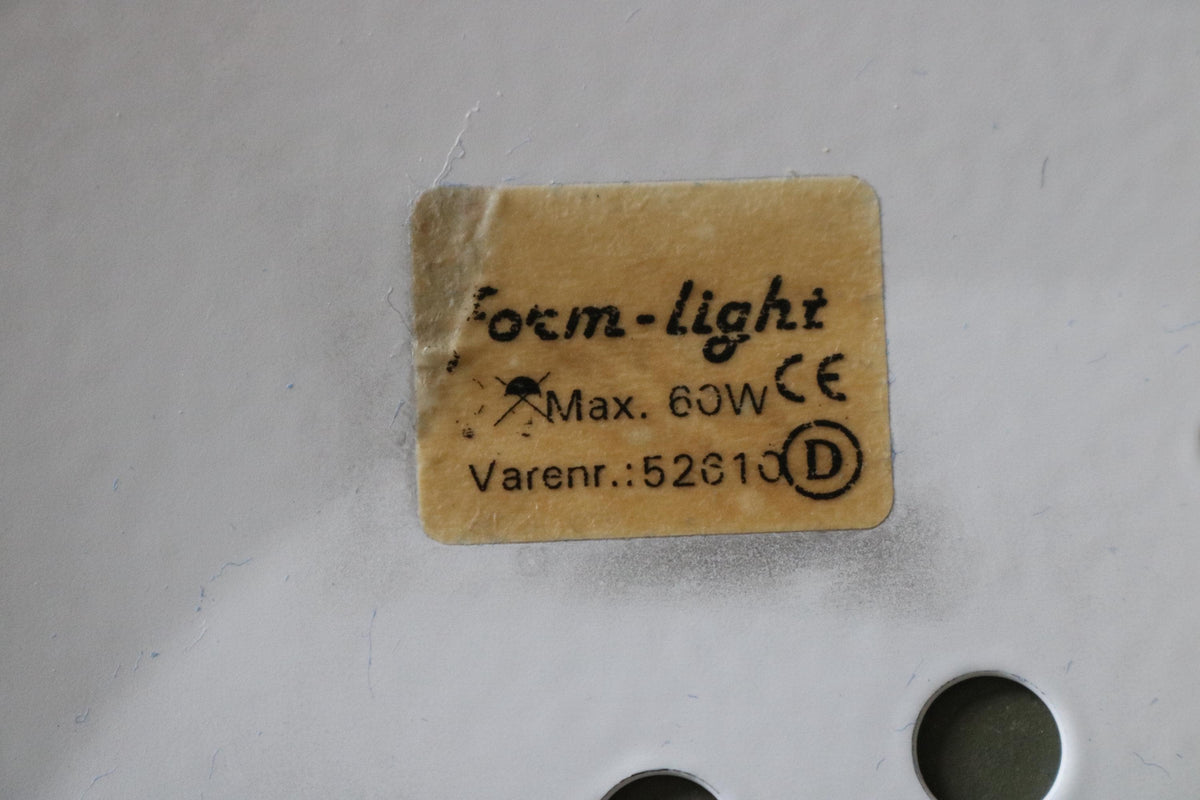 form-light
Max. 60W CE
Varenr.:52610 D